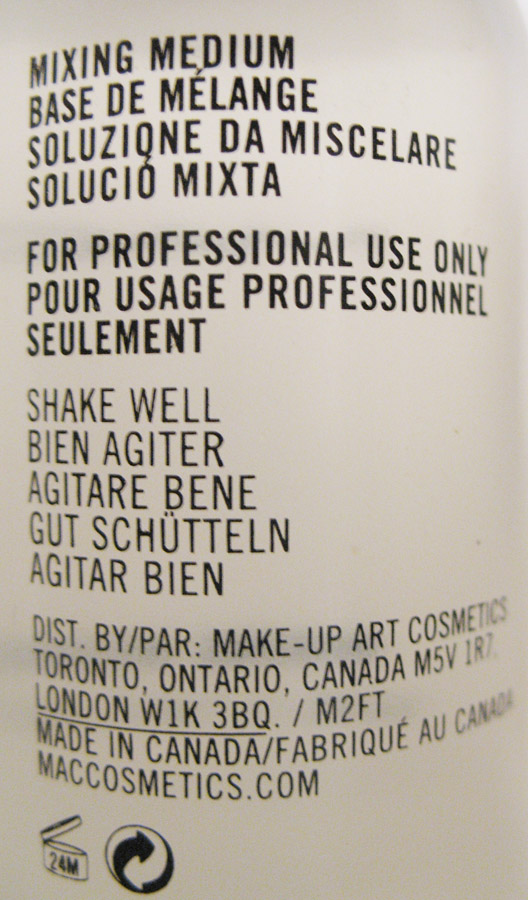 MIXING MEDIUM
BASE DE MÉLANGE
SOLUZIONE DA MISCELARE
SOLUCIÓ MIXTA
FOR PROFESSIONAL USE ONLY
POUR USAGE PROFESSIONNEL
SEULEMENT
SHAKE WELL
BIEN AGITER
AGITARE BENE
GUT SCHÜTTELN
AGITAR BIEN
DIST. BY/PAR: MAKE-UP ART COSMETICS
TORONTO, ONTARIO, CANADA M5V 1R7.
LONDON W1K 3BQ. / M2FT
MADE IN CANADA/FABRIQUÉ AU CANADA
MACCOSMETICS.COM
24M